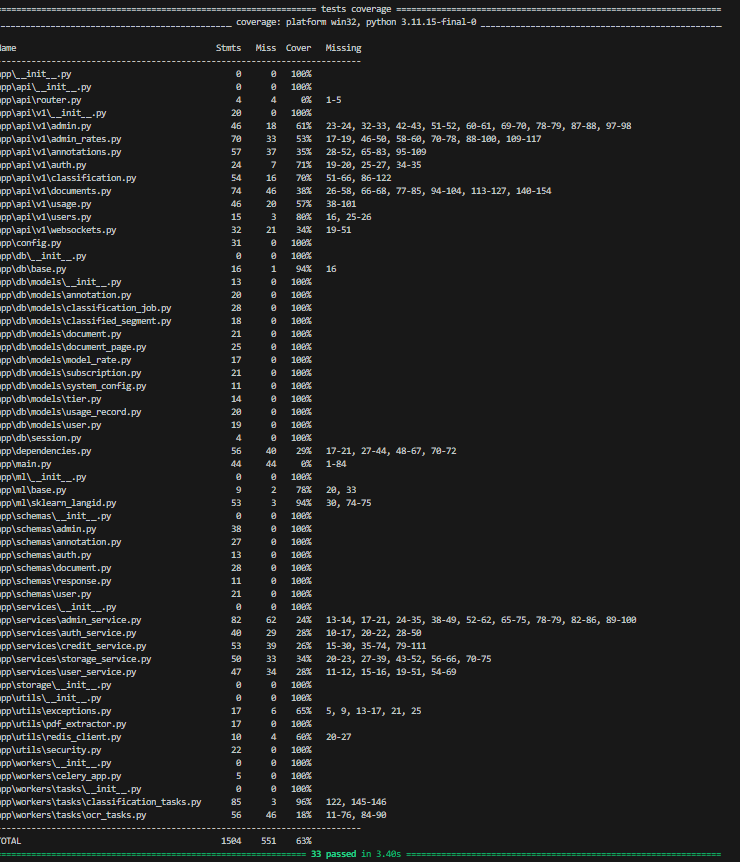 tests coverage
coverage: platform win32, python 3.11.15-final-0
ame Stmts Miss Cover Missing
pp\__init__.py 0 0 100%
pp\api\__init__.py 0 0 100%
pp\api\router.py 4 4 0% 1-5
pp\api\v1\__init__.py 20 0 100%
pp\api\v1\admin.py 46 18 61% 23-24, 32-33, 42-43, 51-52, 60-61, 69-70, 78-79, 87-88, 97-98
pp\api\v1\admin_rates.py 70 33 53% 17-19, 46-50, 58-60, 70-78, 88-100, 109-117
pp\api\v1\annotations.py 57 37 35% 28-52, 65-83, 95-109
pp\api\v1\auth.py 24 7 71% 19-20, 25-27, 34-35
pp\api\v1\classification.py 54 16 70% 51-66, 86-122
pp\api\v1\documents.py 74 46 38% 26-58, 66-68, 77-85, 94-104, 113-127, 140-154
pp\api\v1\usage.py 46 20 57% 38-101
pp\api\v1\users.py 15 3 80% 16, 25-26
pp\api\v1\websockets.py 32 21 34% 19-51
pp\config.py 31 0 100%
pp\db\__init__.py 0 0 100%
pp\db\base.py 16 1 94% 16
pp\db\models\__init__.py 13 0 100%
pp\db\models\annotation.py 20 0 100%
pp\db\models\classification_job.py 28 0 100%
pp\db\models\classified_segment.py 18 0 100%
pp\db\models\document.py 21 0 100%
pp\db\models\document_page.py 25 0 100%
pp\db\models\model_rate.py 17 0 100%
pp\db\models\subscription.py 21 0 100%
pp\db\models\system_config.py 11 0 100%
pp\db\models\tier.py 14 0 100%
pp\db\models\usage_record.py 20 0 100%
pp\db\models\user.py 19 0 100%
pp\db\session.py 4 0 100%
pp\dependencies.py 56 40 29% 17-21, 27-44, 48-67, 70-72
pp\main.py 44 44 0% 1-84
pp\ml\__init__.py 0 0 100%
pp\ml\base.py 9 2 78% 20, 33
pp\ml\sklearn_langid.py 53 3 94% 30, 74-75
pp\schemas\__init__.py 0 0 100%
pp\schemas\admin.py 38 0 100%
pp\schemas\annotation.py 27 0 100%
pp\schemas\auth.py 13 0 100%
pp\schemas\document.py 28 0 100%
pp\schemas\response.py 11 0 100%
pp\schemas\user.py 21 0 100%
pp\services\__init__.py 0 0 100%
pp\services\admin_service.py 82 62 24% 13-14, 17-21, 24-35, 38-49, 52-62, 65-75, 78-79, 82-86, 89-100
pp\services\auth_service.py 40 29 28% 10-17, 20-22, 28-50
pp\services\credit_service.py 53 39 26% 15-30, 35-74, 79-111
pp\services\storage_service.py 50 33 34% 20-23, 27-39, 43-52, 56-66, 70-75
pp\services\user_service.py 47 34 28% 11-12, 15-16, 19-51, 54-69
pp\storage\__init__.py 0 0 100%
pp\utils\__init__.py 0 0 100%
pp\utils\exceptions.py 17 6 65% 5, 9, 13-17, 21, 25
pp\utils\pdf_extractor.py 17 0 100%
pp\utils\redis_client.py 10 4 60% 20-27
pp\utils\security.py 22 0 100%
pp\workers\__init__.py 0 0 100%
pp\workers\celery_app.py 5 0 100%
pp\workers\tasks\__init__.py 0 0 100%
pp\workers\tasks\classification_tasks.py 85 3 96% 122, 145-146
pp\workers\tasks\ocr_tasks.py 56 46 18% 11-76, 84-90
OTAL 1504 551 63%
33 passed in 3.40s